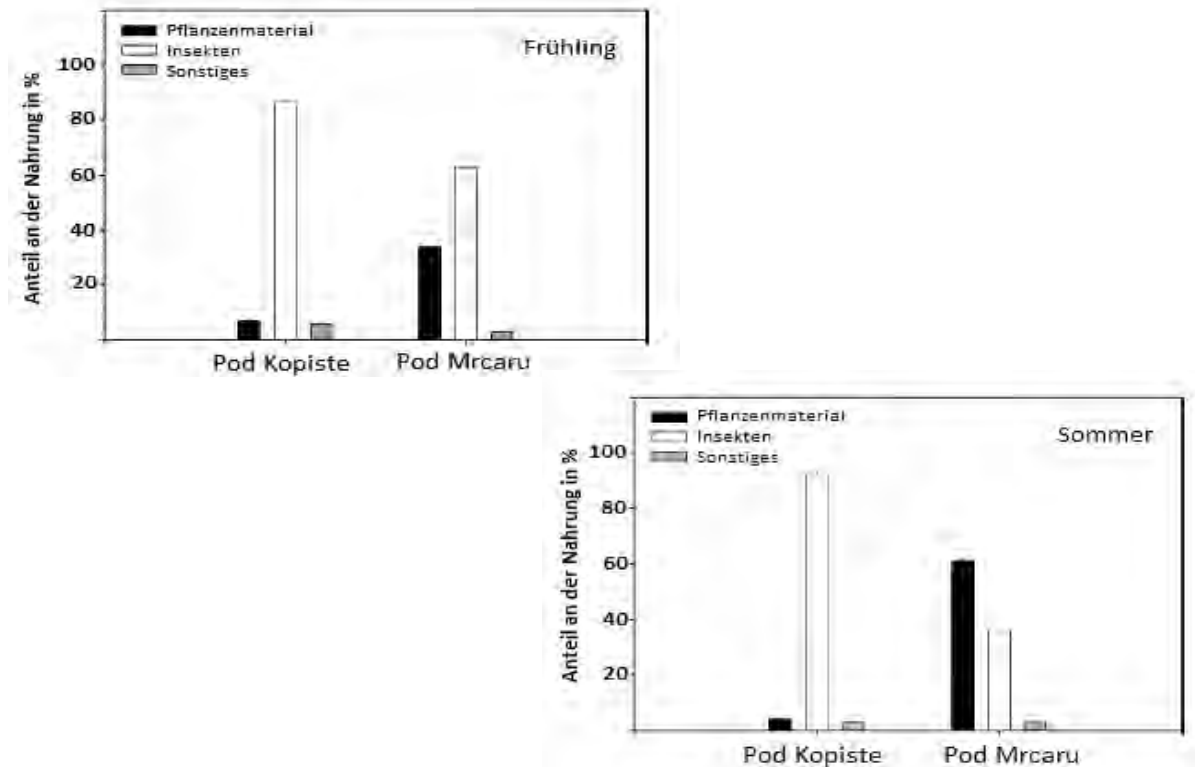 Pflanzenmaterial
Insekten
Sonstiges
Frühling
Anteil an der Nahrung in %
100
80
60
40
20
Pod Kopiste
Pod Mrcaru
Pflanzenmaterial
Insekten
Sonstiges
Sommer
Anteil an der Nahrung in %
100
80
60
40
20
Pod Kopiste
Pod Mrcaru